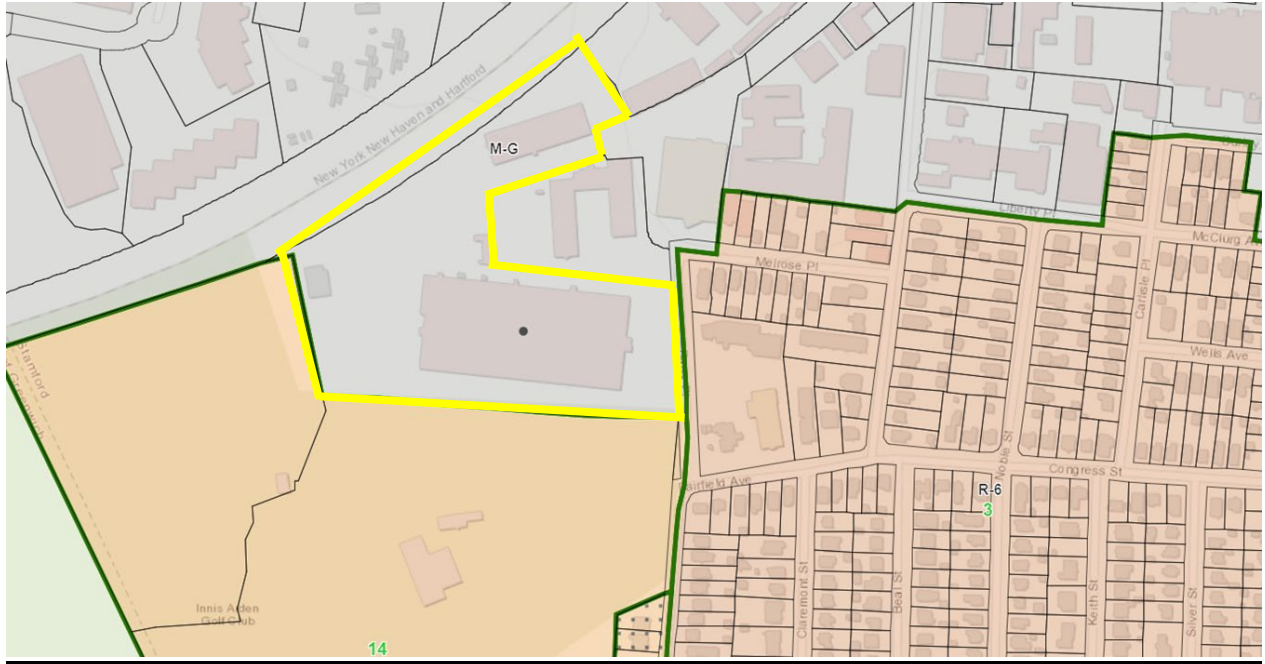 New York New Haven and Hartford
M-G
Liberty Pl
McClurg A
Melrose Pl
Carlisle Pl
Wells Ave
Stamford
Noble St
Congress St
Fairfield Ave
R-6
3
Claremont St
Beal St
Keith St
Silver St
Innis Arden
Golf Club
14